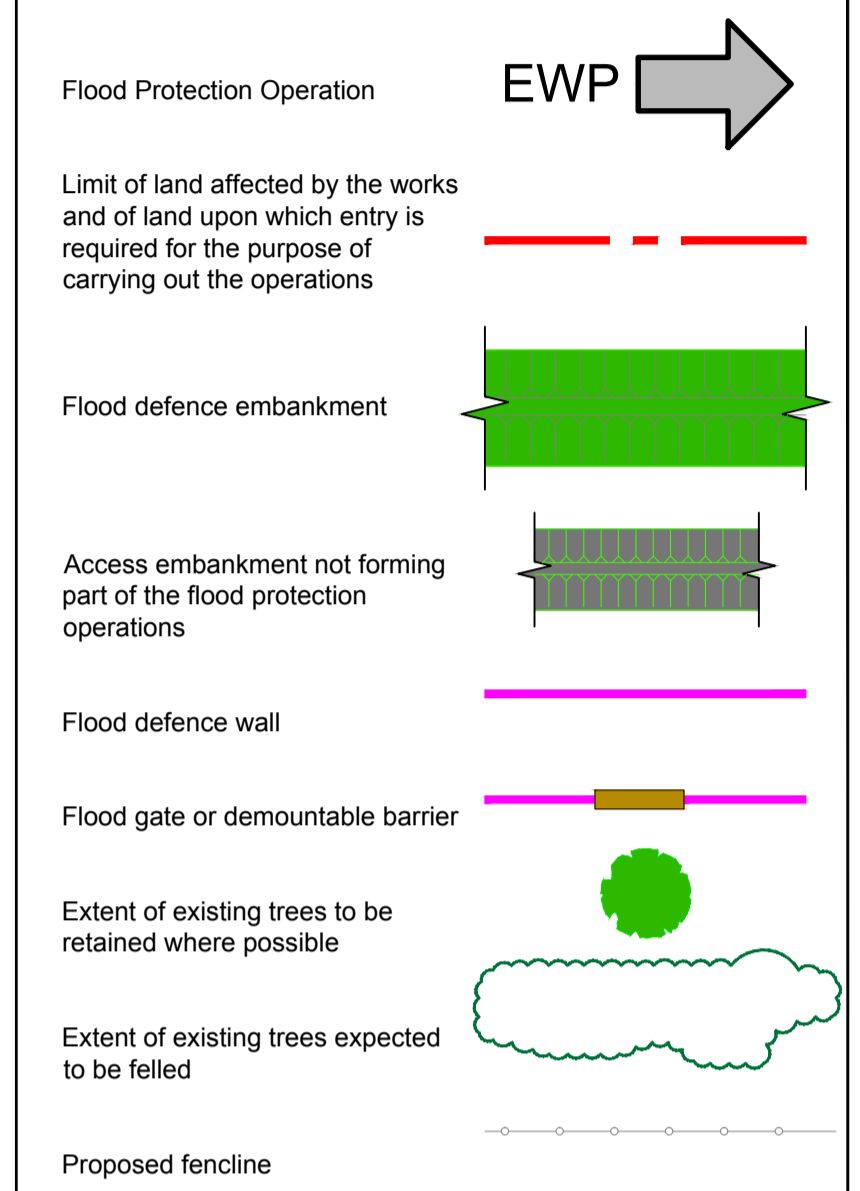 Flood Protection Operation
EWP
Limit of land affected by the works
and of land upon which entry is
required for the purpose of
carrying out the operations
Flood defence embankment
Access embankment not forming
part of the flood protection
operations
Flood defence wall
Flood gate or demountable barrier
Extent of existing trees to be
retained where possible
Extent of existing trees expected
to be felled
Proposed fencline